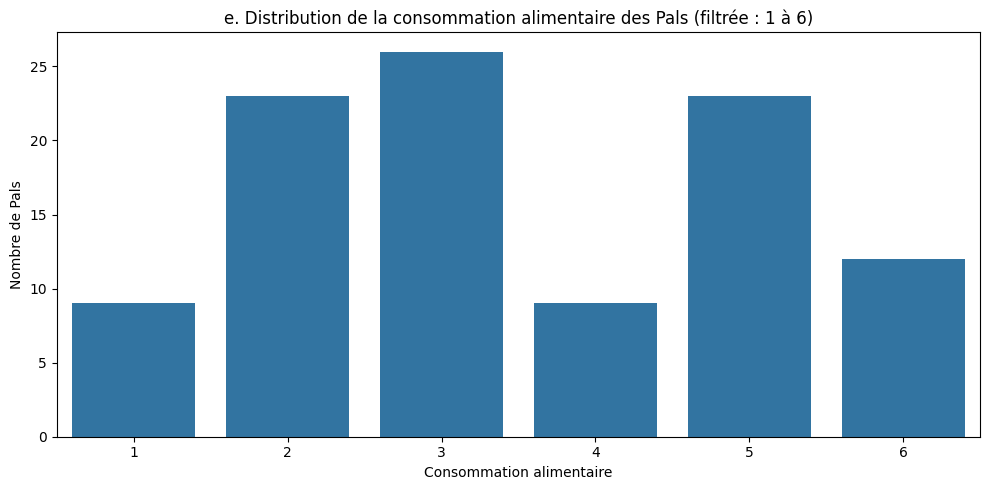 e. Distribution de la consommation alimentaire des Pals (filtrée : 1 à 6)
25
20
15
10
5
0
Nombre de Pals
1 2 3 4 5 6
Consommation alimentaire